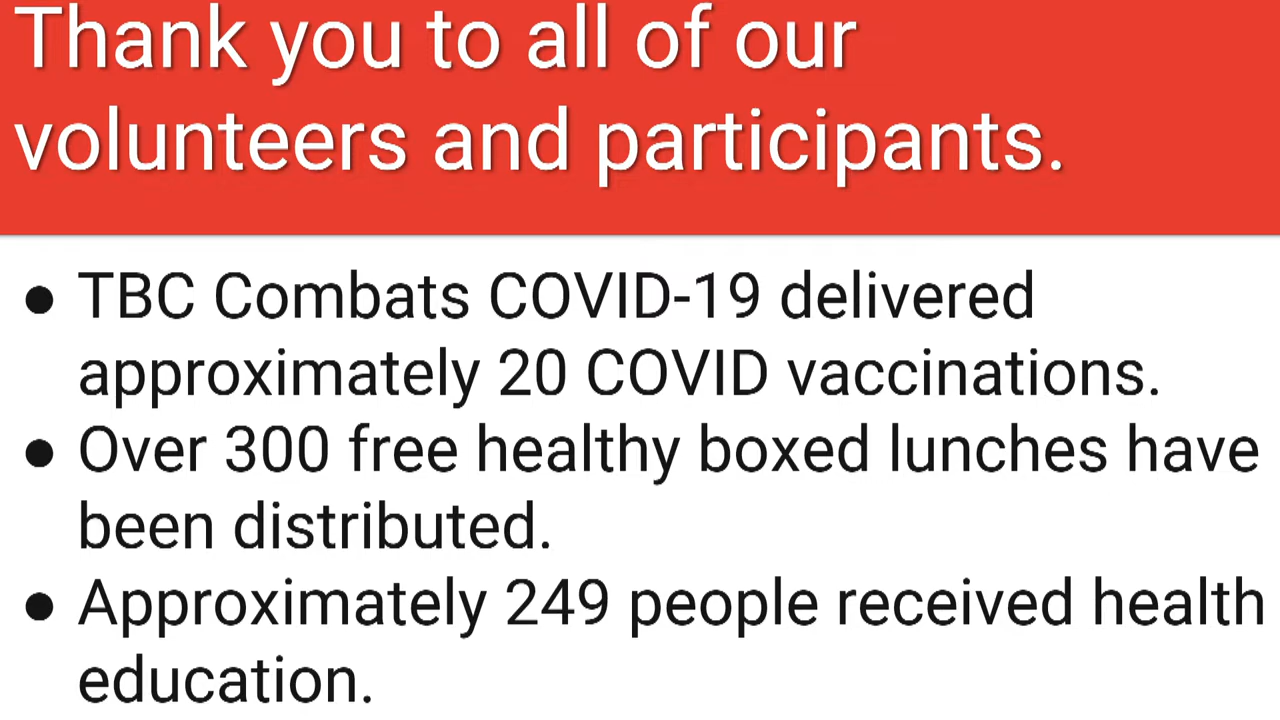 Thank you to all of our
volunteers and participants.
● TBC Combats COVID-19 delivered
approximately 20 COVID vaccinations.
● Over 300 free healthy boxed lunches have
been distributed.
● Approximately 249 people received health
education.